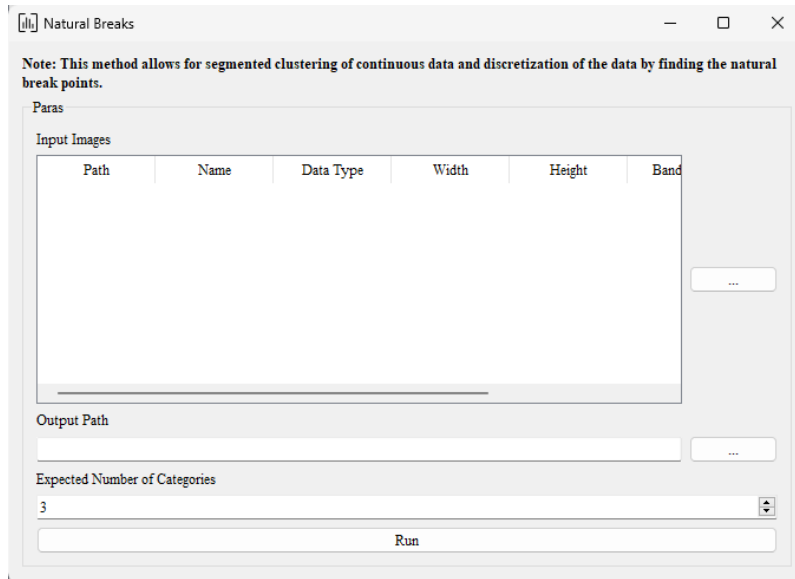 Natural Breaks
Note: This method allows for segmented clustering of continuous data and discretization of the data by finding the natural
break points.
Paras
Input Images
Path Name Data Type Width Height Band
...
Output Path
...
Expected Number of Categories
3
Run